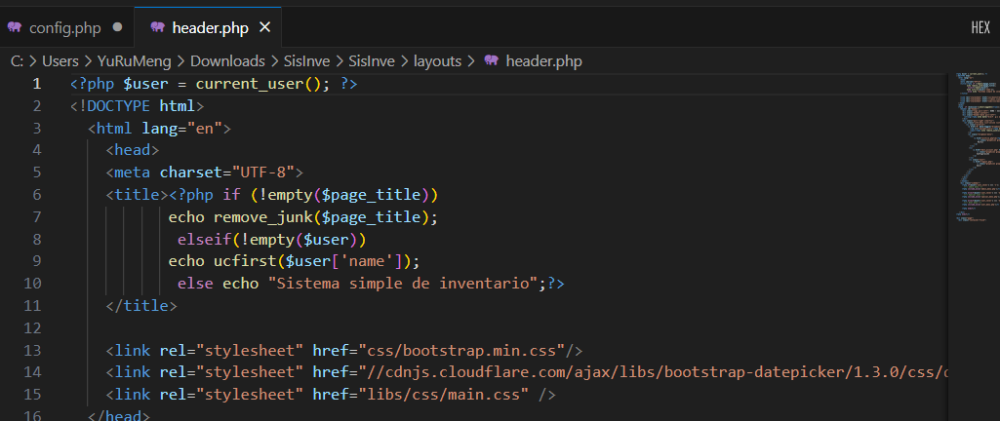 config.php
header.php
HEX
C: > Users > YuRuMeng > Downloads > SisInve > SisInve > layouts > header.php
1 <?php $user = current_user(); ?>
2 <!DOCTYPE html>
3 <html lang="en">
4 <head>
5 <meta charset="UTF-8">
6 <title><?php if (!empty($page_title))
7 echo remove_junk($page_title);
8 elseif(!empty($user))
9 echo ucfirst($user['name']);
10 else echo "Sistema simple de inventario";?>
11 </title>
12
13 <link rel="stylesheet" href="css/bootstrap.min.css"/>
14 <link rel="stylesheet" href="//cdnjs.cloudflare.com/ajax/libs/bootstrap-datepicker/1.3.0/css/
15 <link rel="stylesheet" href="libs/css/main.css" />
16 </head>